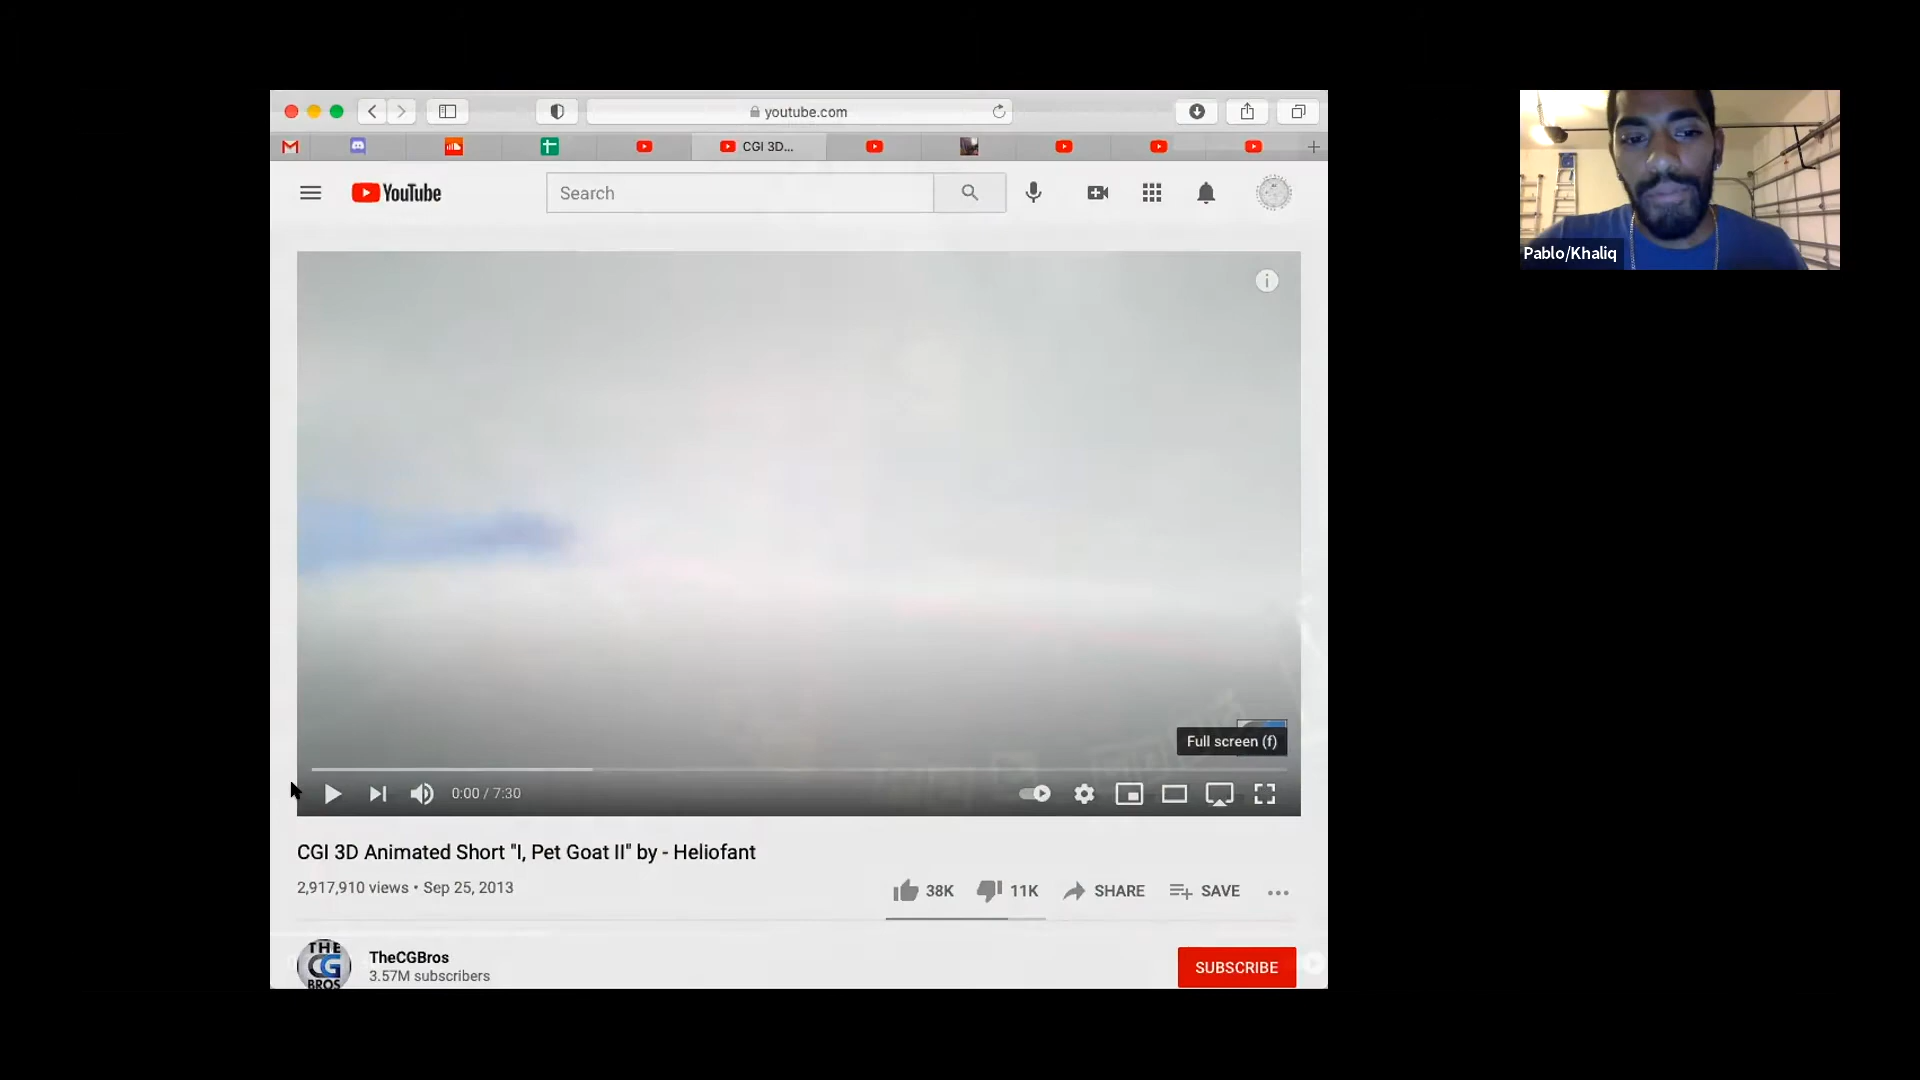 youtube.com
CGI 3D...
YouTube
Search
Pablo/Khaliq
Full screen (f)
0:00 / 7:30
CGI 3D Animated Short "I, Pet Goat II" by - Heliofant
2,917,910 views • Sep 25, 2013
38K
11K
SHARE
SAVE
THE
CG
BROS
TheCGBros
3.57M subscribers
SUBSCRIBE